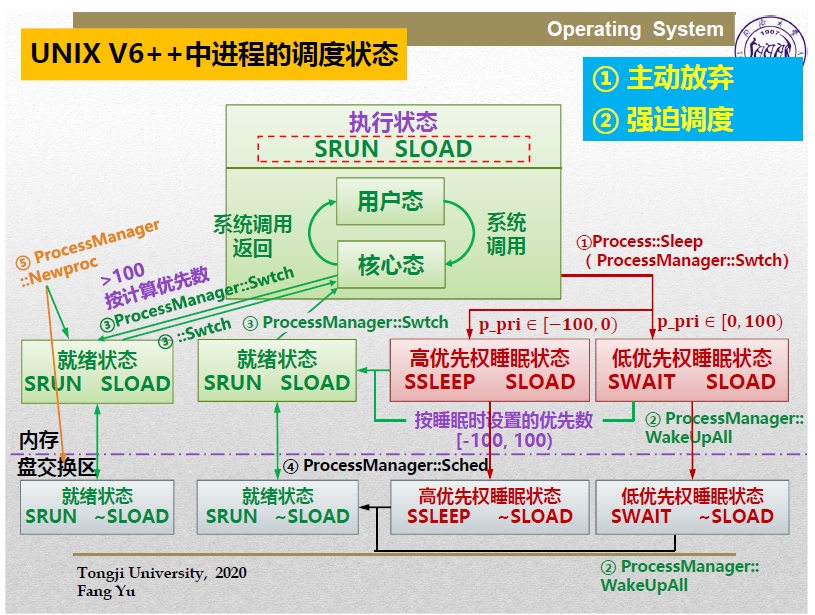 Operating System
UNIX V6++中进程的调度状态
1907
① 主动放弃
② 强迫调度
执行状态
SRUN SLOAD
用户态
系统调用
返回
系统
调用
核心态
⑤ ProcessManager
::Newproc
>100
按计算优先数
③ProcessManager::Swtch
③ ::Swtch
③ ProcessManager::Swtch
①Process::Sleep
（ ProcessManager::Swtch）
p_pri ∈ [−100, 0)
p_pri ∈ [0, 100)
就绪状态
SRUN SLOAD
就绪状态
SRUN SLOAD
高优先权睡眠状态
SSLEEP SLOAD
低优先权睡眠状态
SWAIT SLOAD
按睡眠时设置的优先数
[-100, 100)
② ProcessManager::
WakeUpAll
内存
盘交换区
④ ProcessManager::Sched
就绪状态
SRUN ~SLOAD
就绪状态
SRUN ~SLOAD
高优先权睡眠状态
SSLEEP ~SLOAD
低优先权睡眠状态
SWAIT ~SLOAD
② ProcessManager::
WakeUpAll
Tongji University, 2020
Fang Yu